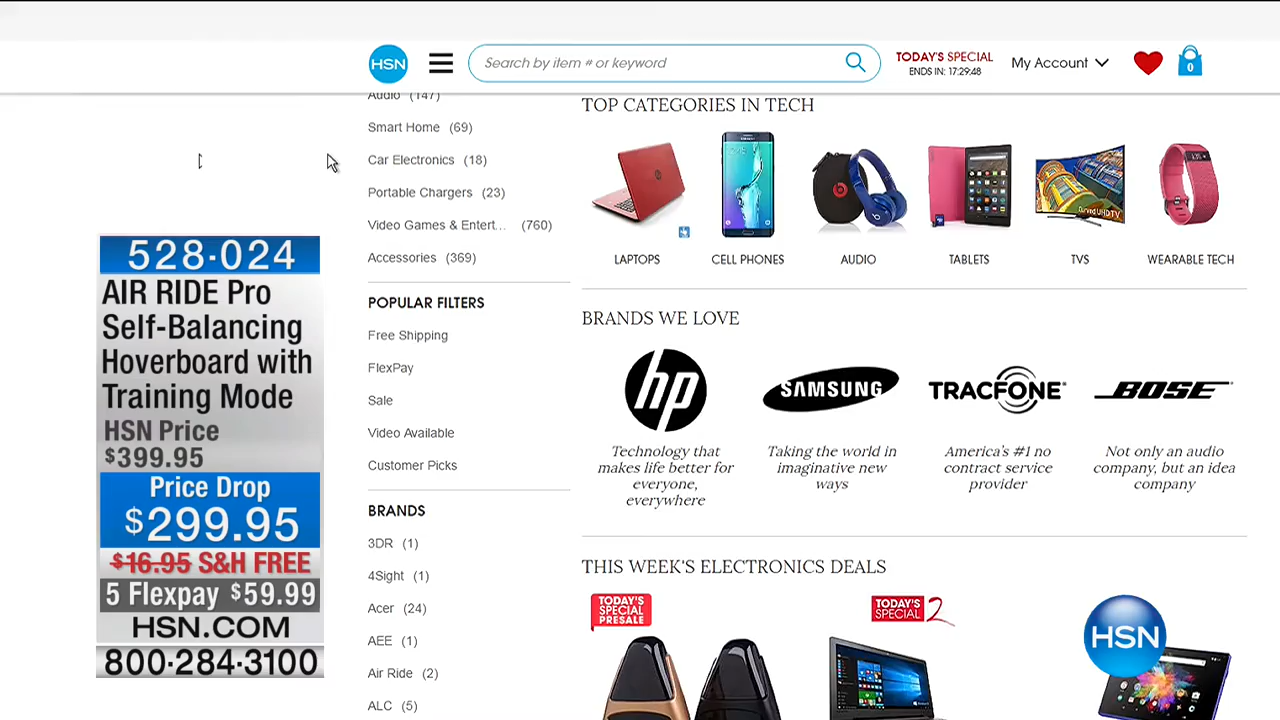 HSN
Search by item # or keyword
TODAY'S SPECIAL
ENDS IN: 17:29:48
My Account
0
Audio (147)
Smart Home (69)
Car Electronics (18)
Portable Chargers (23)
Video Games & Entert... (760)
Accessories (369)
POPULAR FILTERS
Free Shipping
FlexPay
Sale
Video Available
Customer Picks
BRANDS
3DR (1)
4Sight (1)
Acer (24)
AEE (1)
Air Ride (2)
ALC (5)
528-024
AIR RIDE Pro
Self-Balancing
Hoverboard with
Training Mode
HSN Price
$399.95
Price Drop
$299.95
$16.95 S&H FREE
5 Flexpay $59.99
HSN.COM
800-284-3100
TOP CATEGORIES IN TECH
Curved UHD TV
LAPTOPS
CELL PHONES
AUDIO
TABLETS
TVS
WEARABLE TECH
BRANDS WE LOVE
hp
SAMSUNG
TRACFONE
BOSE
Technology that
makes life better for
everyone,
everywhere
Taking the world in
imaginative new
ways
America's #1 no
contract service
provider
Not only an audio
company, but an idea
company
THIS WEEK'S ELECTRONICS DEALS
TODAY'S
SPECIAL
PRESALE
TODAY'S
SPECIAL 2
HSN